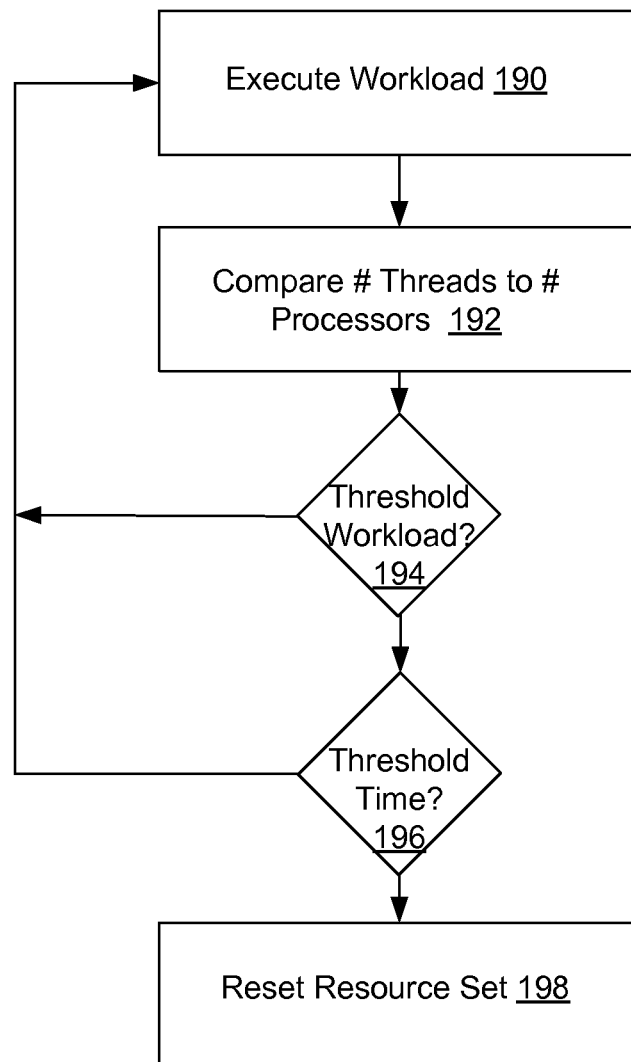 Execute Workload 190
Compare # Threads to #
Processors 192
Threshold
Workload?
194
Threshold
Time?
196
Reset Resource Set 198